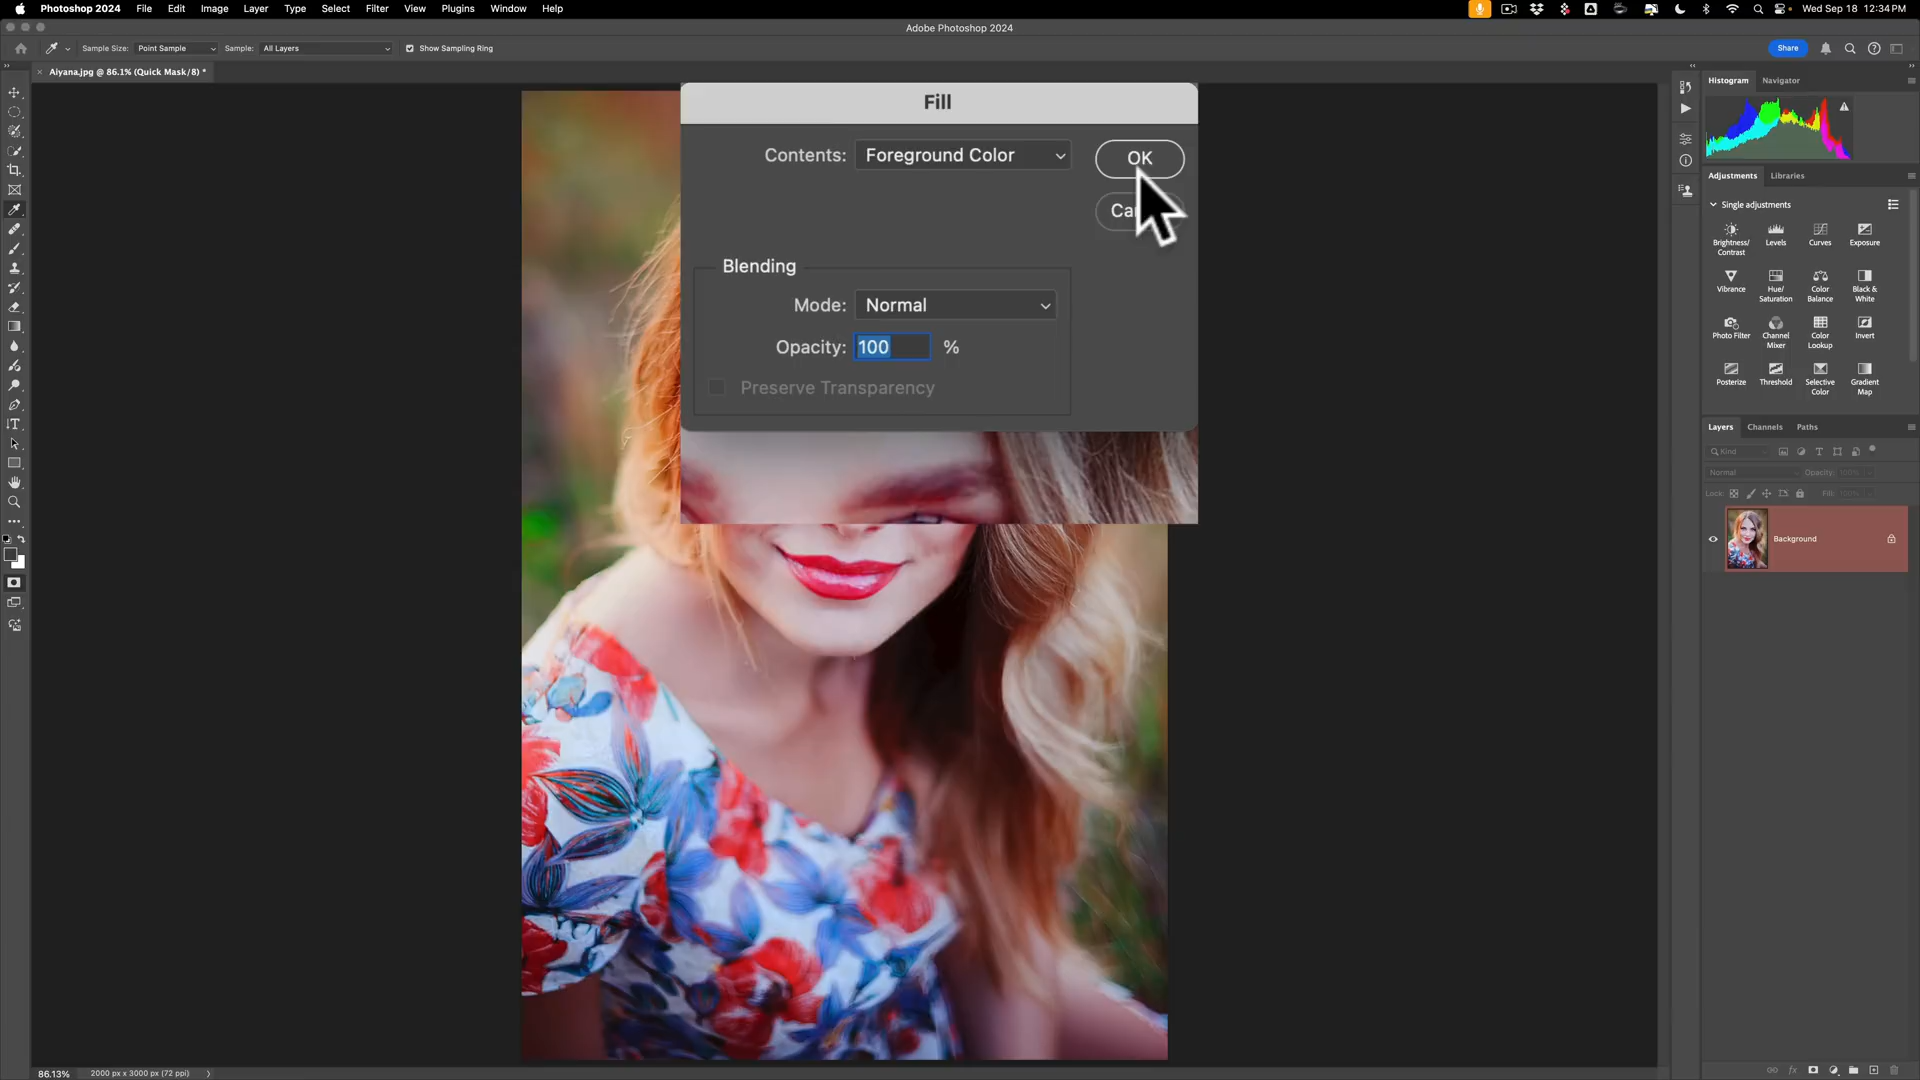 Photoshop 2024 File Edit Image Layer Type Select Filter View Plugins Window Help
Wed Sep 18 12:34 PM
Adobe Photoshop 2024
Sample Size: Point Sample Sample: All Layers Show Sampling Ring
Share
Aiyana.jpg @ 86.1% (Quick Mask/8) *
Fill
Contents: Foreground Color
OK
Blending
Mode: Normal
Opacity: 100 %
Preserve Transparency
Histogram Navigator
Adjustments Libraries
Single adjustments
Brightness/
Contrast
Levels
Curves
Exposure
Vibrance
Hue/
Saturation
Color
Balance
Black &
White
Photo Filter
Channel
Mixer
Color
Lookup
Invert
Posterize
Threshold
Selective
Color
Gradient
Map
Layers Channels Paths
Kind
Normal Opacity: 100%
Lock: Fill: 100%
Background
86.13% 2000 px x 3000 px (72 ppi)